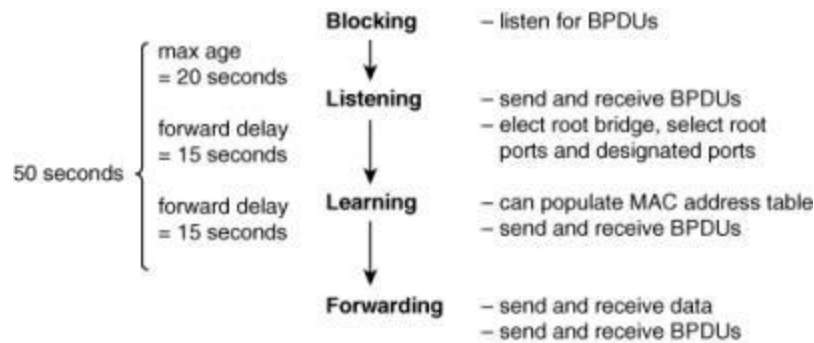 Blocking – listen for BPDUs
max age
= 20 seconds
Listening – send and receive BPDUs
– elect root bridge, select root
ports and designated ports
forward delay
= 15 seconds
50 seconds
Learning – can populate MAC address table
– send and receive BPDUs
forward delay
= 15 seconds
Forwarding – send and receive data
– send and receive BPDUs